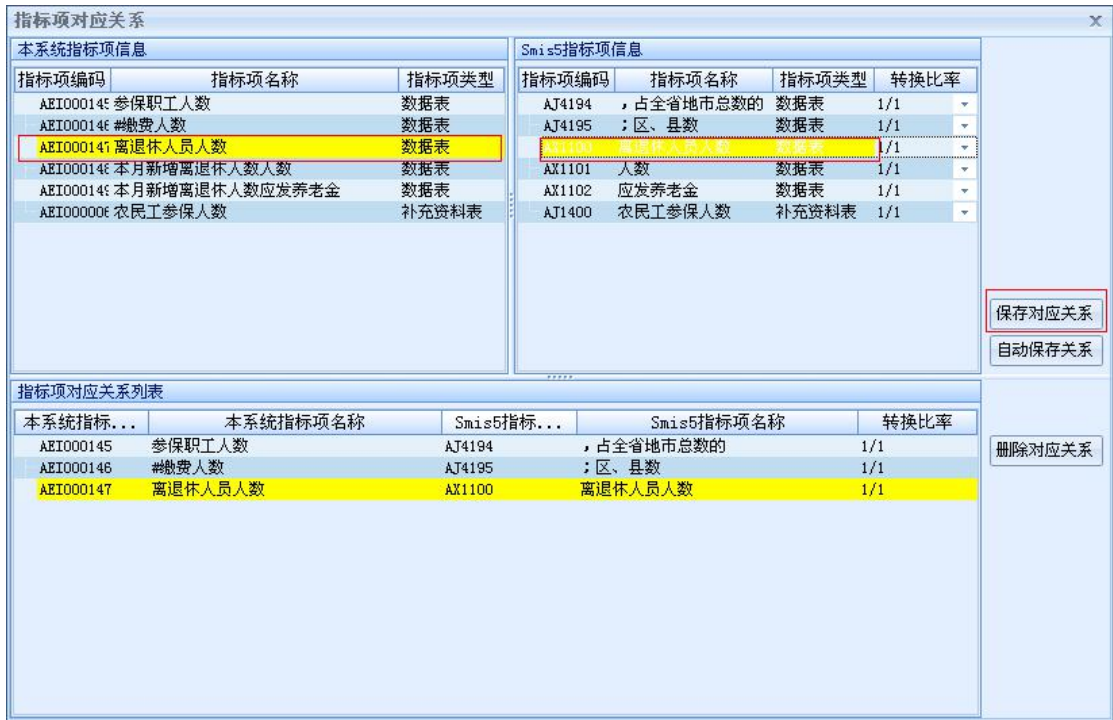 指标项对应关系
本系统指标项信息
指标项编码 指标项名称 指标项类型
AEI00014 参保职工人数 数据表
AEI00014 #缴费人数 数据表
AEI00014 离退休人员人数 数据表
AEI00014 本月新增离退休人数人数 数据表
AEI00014 本月新增离退休人数应发养老金 数据表
AEI00000 农民工参保人数 补充资料表
Smis5指标项信息
指标项编码 指标项名称 指标项类型 转换比率
AJ4194 ，占全省地市总数的 数据表 1/1
AJ4195 ；区、县数 数据表 1/1
AX1100 离退休人员人数 数据表 1/1
AX1101 人数 数据表 1/1
AX1102 应发养老金 数据表 1/1
AJ1400 农民工参保人数 补充资料表 1/1
保存对应关系
自动保存关系
指标项对应关系列表
本系统指标... 本系统指标项名称 Smis5指标... Smis5指标项名称 转换比率
AEI000145 参保职工人数 AJ4194 ，占全省地市总数的 1/1
AEI000146 #缴费人数 AJ4195 ；区、县数 1/1
AEI000147 离退休人员人数 AX1100 离退休人员人数 1/1
删除对应关系